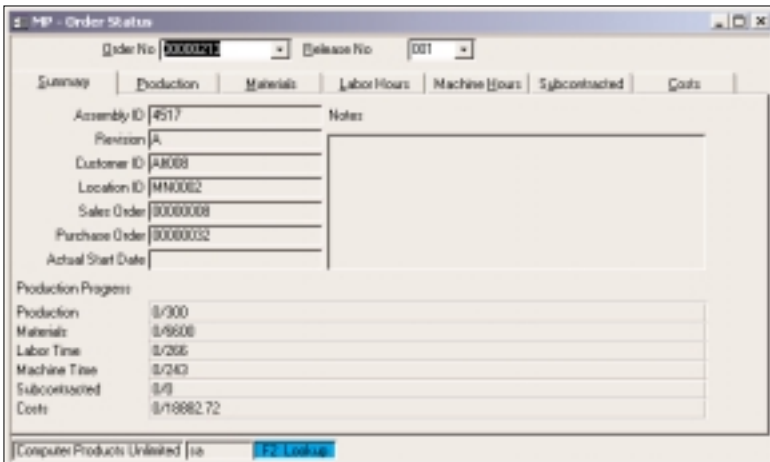 MP - Order Status
Order No 00000213 Release No 001
Summary Production Materials Labor Hours Machine Hours Subcontracted Costs
Assembly ID 4517 Notes
Revision A
Customer ID
Location ID MN0002
Sales Order 00000008
Purchase Order 00000032
Actual Start Date
Production Progress
Production 0/300
Materials 0/9600
Labor Time 0/266
Machine Time 0/243
Subcontracted 0/0
Costs 0/18882.72
Computer Products Unlimited sa F2 Lookup